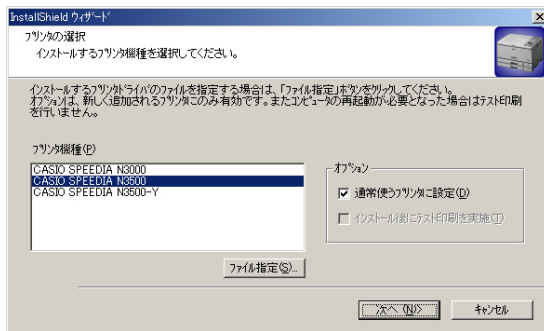 InstallShield ウィザード
プリンタの選択
インストールするプリンタ機種を選択してください。
インストールするプリンタドライバのファイルを指定する場合は、「ファイル指定」ボタンをクリックしてください。
オプションは、新しく追加されるプリンタにのみ有効です。またコンピュータの再起動が必要となった場合はテスト印刷
を行いません。
プリンタ機種(P)
CASIO SPEEDIA N3000
CASIO SPEEDIA N3500
CASIO SPEEDIA N3500-Y
オプション
通常使うプリンタに設定(D)
インストール後にテスト印刷を実施(T)
ファイル指定(S)...
次へ (N)>
キャンセル